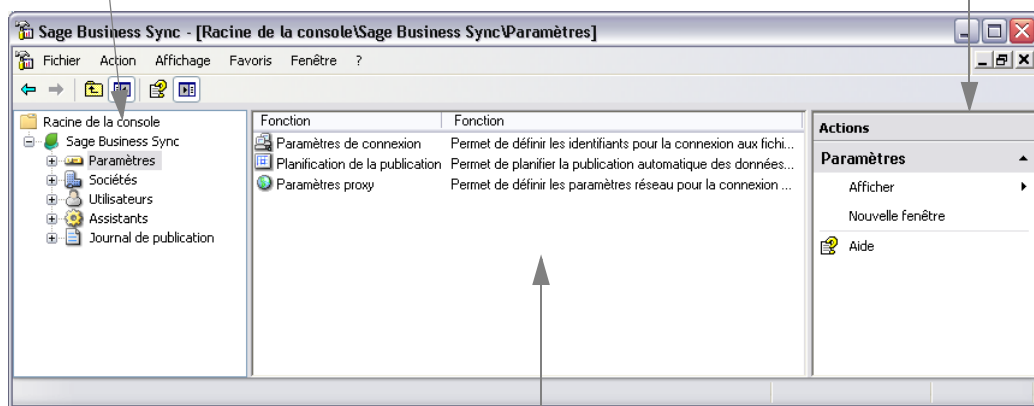 Sage Business Sync - [Racine de la console\Sage Business Sync\Paramètres]
Fichier Action Affichage Favoris Fenêtre ?
Racine de la console
Sage Business Sync
Paramètres
Sociétés
Utilisateurs
Assistants
Journal de publication
Fonction Fonction
Paramètres de connexion Permet de définir les identifiants pour la connexion aux fichi...
Planification de la publication Permet de planifier la publication automatique des données...
Paramètres proxy Permet de définir les paramètres réseau pour la connexion ...
Actions
Paramètres
Afficher
Nouvelle fenêtre
Aide